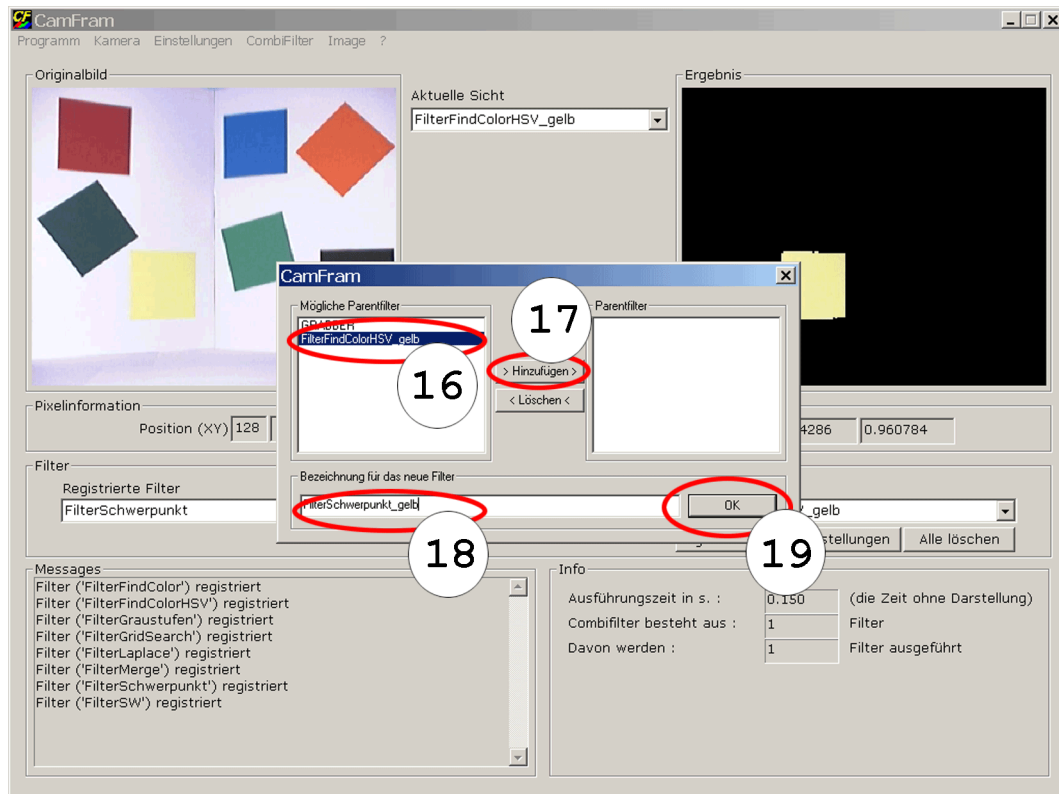 CF CamFram
Programm Kamera Einstellungen CombiFilter Image ?
Originalbild
Aktuelle Sicht
FilterFindColorHSV_gelb
Ergebnis
CamFram
Mögliche Parentfilter
GRABBER
FilterFindColorHSV_gelb
16
17
> Hinzufügen >
< Löschen <
Parentfilter
Bezeichnung für das neue Filter
FilterSchwerpunkt_gelb
18
OK
19
Pixelinformation
Position (XY) 128
4286 0.960784
Filter
Registrierte Filter
FilterSchwerpunkt
_gelb
stellungen
Alle löschen
Messages
Filter ('FilterFindColor') registriert
Filter ('FilterFindColorHSV') registriert
Filter ('FilterGraustufen') registriert
Filter ('FilterGridSearch') registriert
Filter ('FilterLaplace') registriert
Filter ('FilterMerge') registriert
Filter ('FilterSchwerpunkt') registriert
Filter ('FilterSW') registriert
Info
Ausführungszeit in s. : 0.150 (die Zeit ohne Darstellung)
Combifilter besteht aus : 1 Filter
Davon werden : 1 Filter ausgeführt